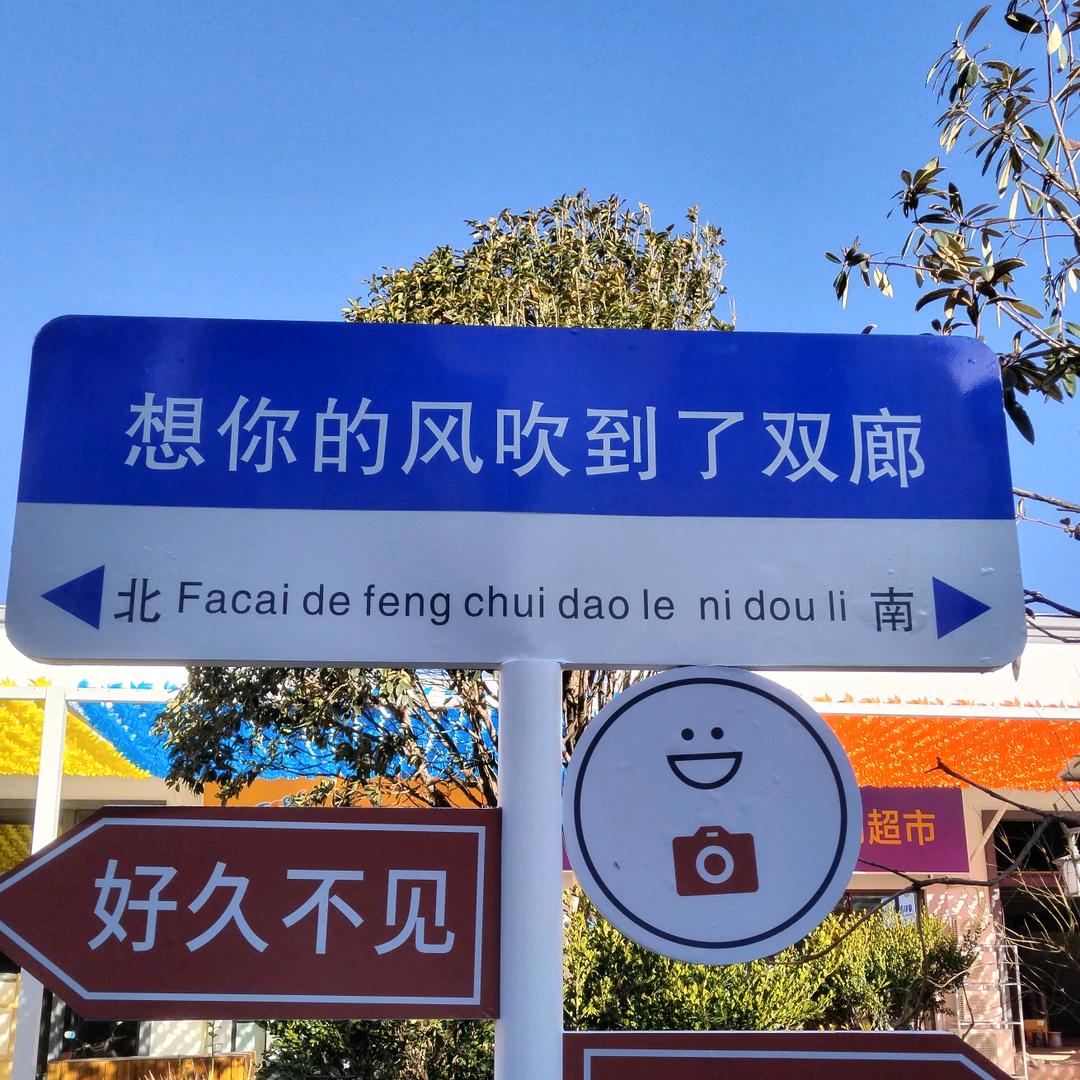 想你的风吹到了双廊
北 Facai de feng chui dao le ni dou li 南
好久不见
超市